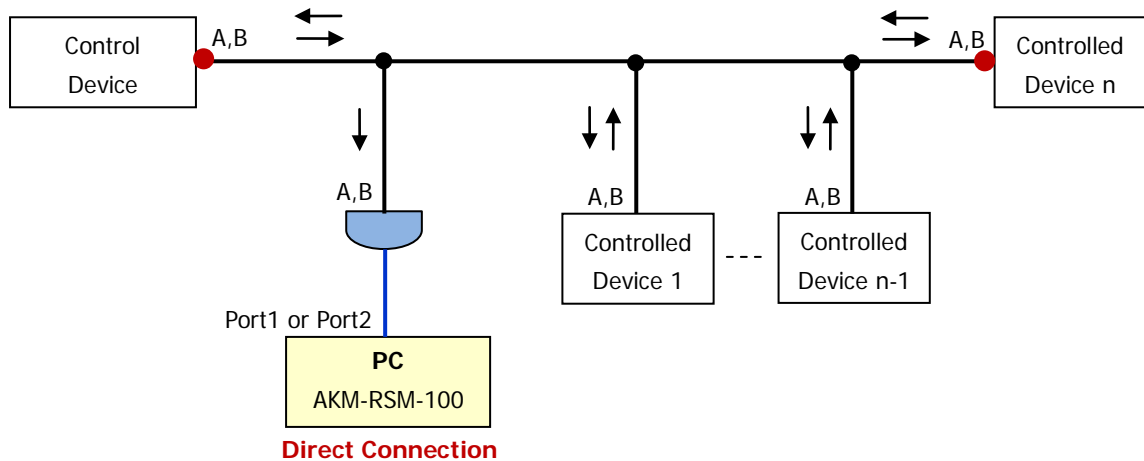 Control
Device
A,B
A,B
Controlled
Device n
A,B
A,B
A,B
Controlled
Device 1
Controlled
Device n-1
Port1 or Port2
PC
AKM-RSM-100
Direct Connection